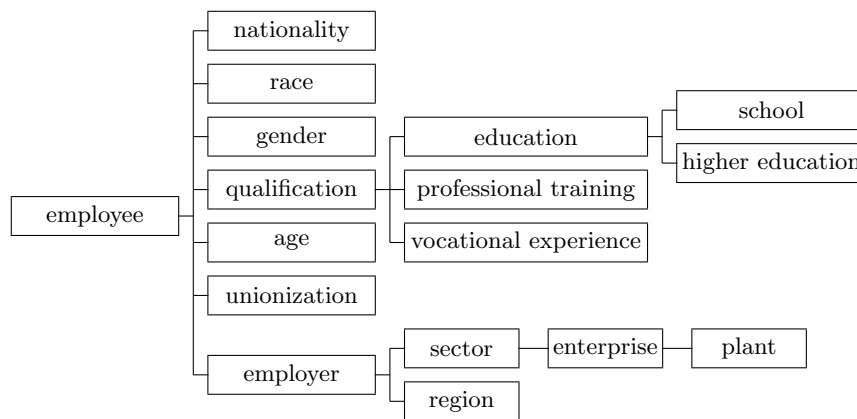 nationality
race
school
gender
education
higher education
qualification
professional training
employee
age
vocational experience
unionization
sector
enterprise
plant
employer
region